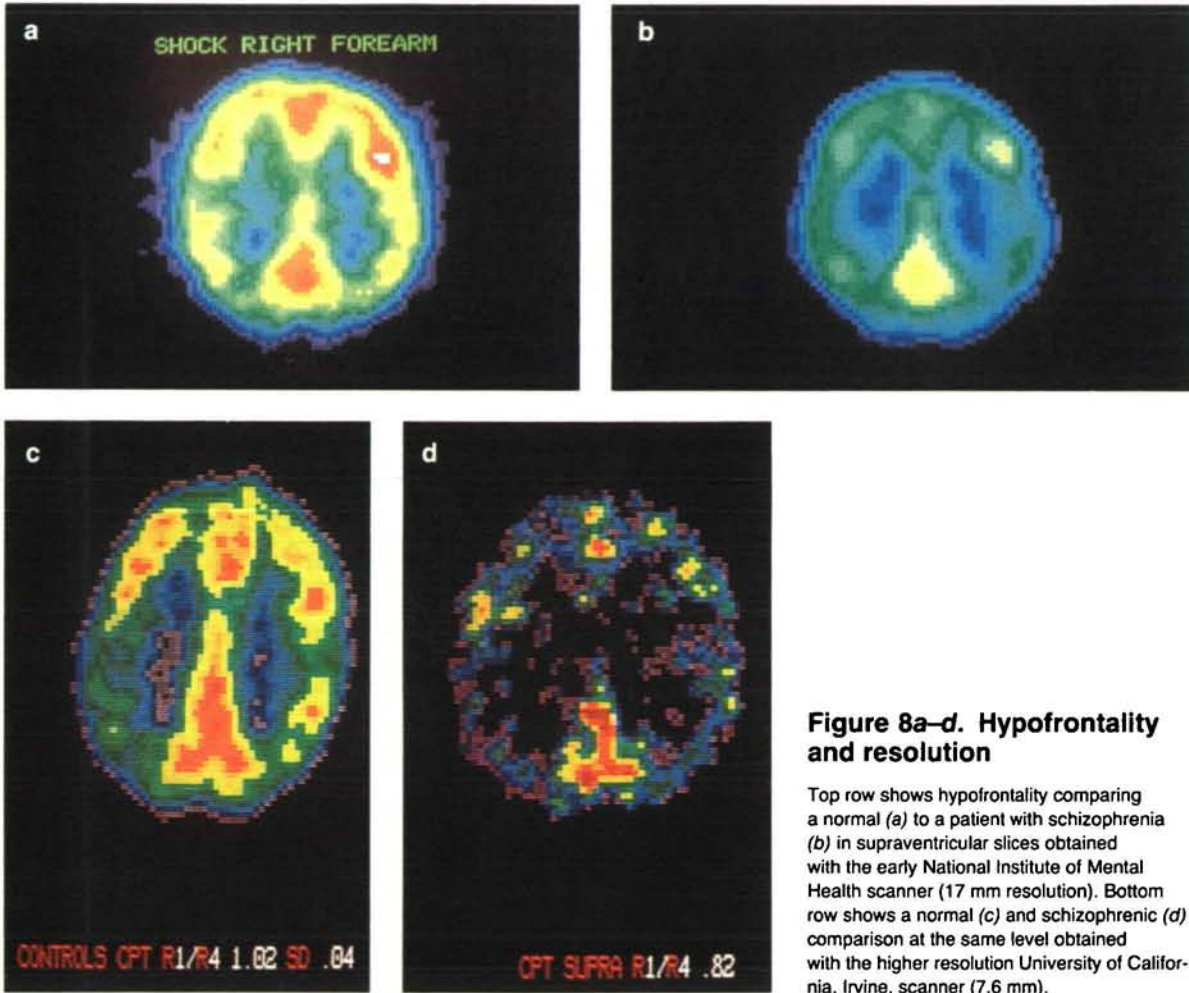 a
SHOCK RIGHT FOREARM
b
c
CONTROLS CPT R1/R4 1.02 SD .04
d
CPT SUPRA R1/R4 .82
Figure 8a–d. Hypofrontality
and resolution
Top row shows hypofrontality comparing
a normal (a) to a patient with schizophrenia
(b) in supraventricular slices obtained
with the early National Institute of Mental
Health scanner (17 mm resolution). Bottom
row shows a normal (c) and schizophrenic (d)
comparison at the same level obtained
with the higher resolution University of Califor-
nia, Irvine, scanner (7.6 mm).